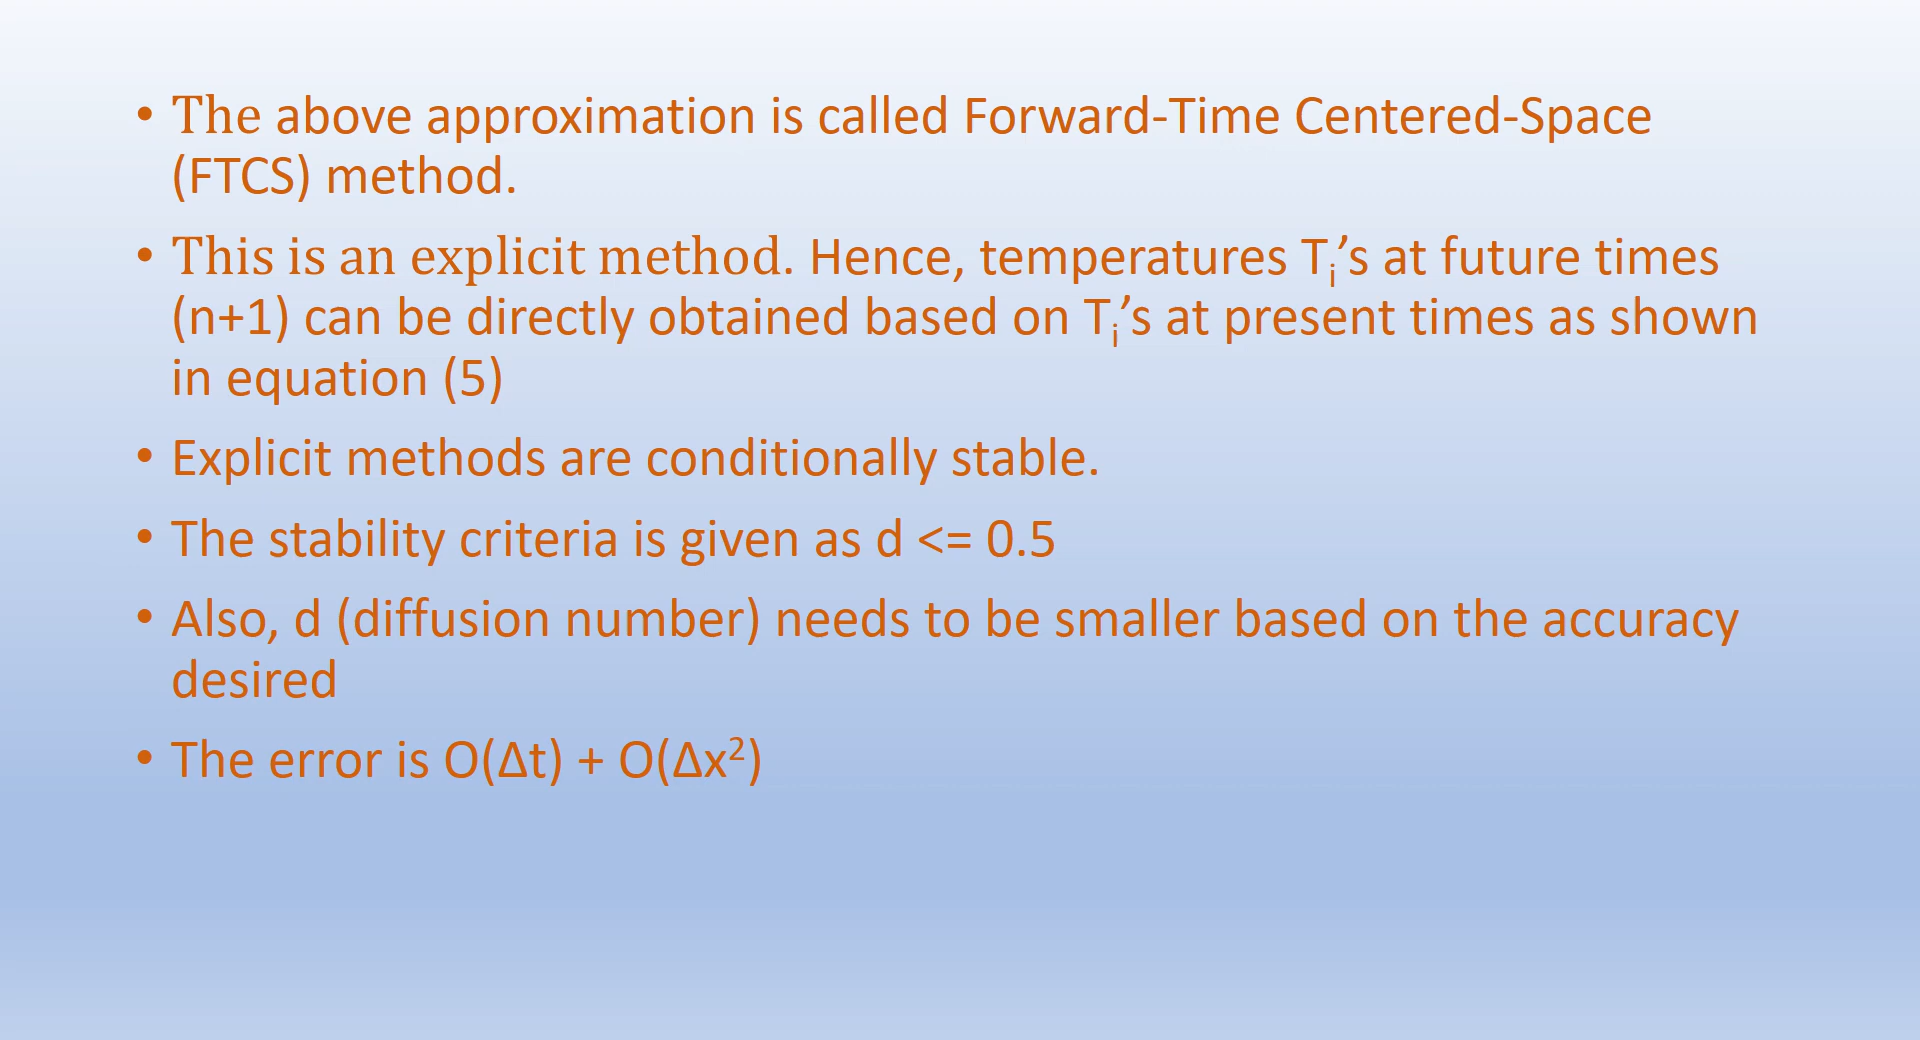 • The above approximation is called Forward-Time Centered-Space
(FTCS) method.
• This is an explicit method. Hence, temperatures Tᵢ’s at future times
(n+1) can be directly obtained based on Tᵢ’s at present times as shown
in equation (5)
• Explicit methods are conditionally stable.
• The stability criteria is given as d <= 0.5
• Also, d (diffusion number) needs to be smaller based on the accuracy
desired
• The error is O(Δt) + O(Δx²)